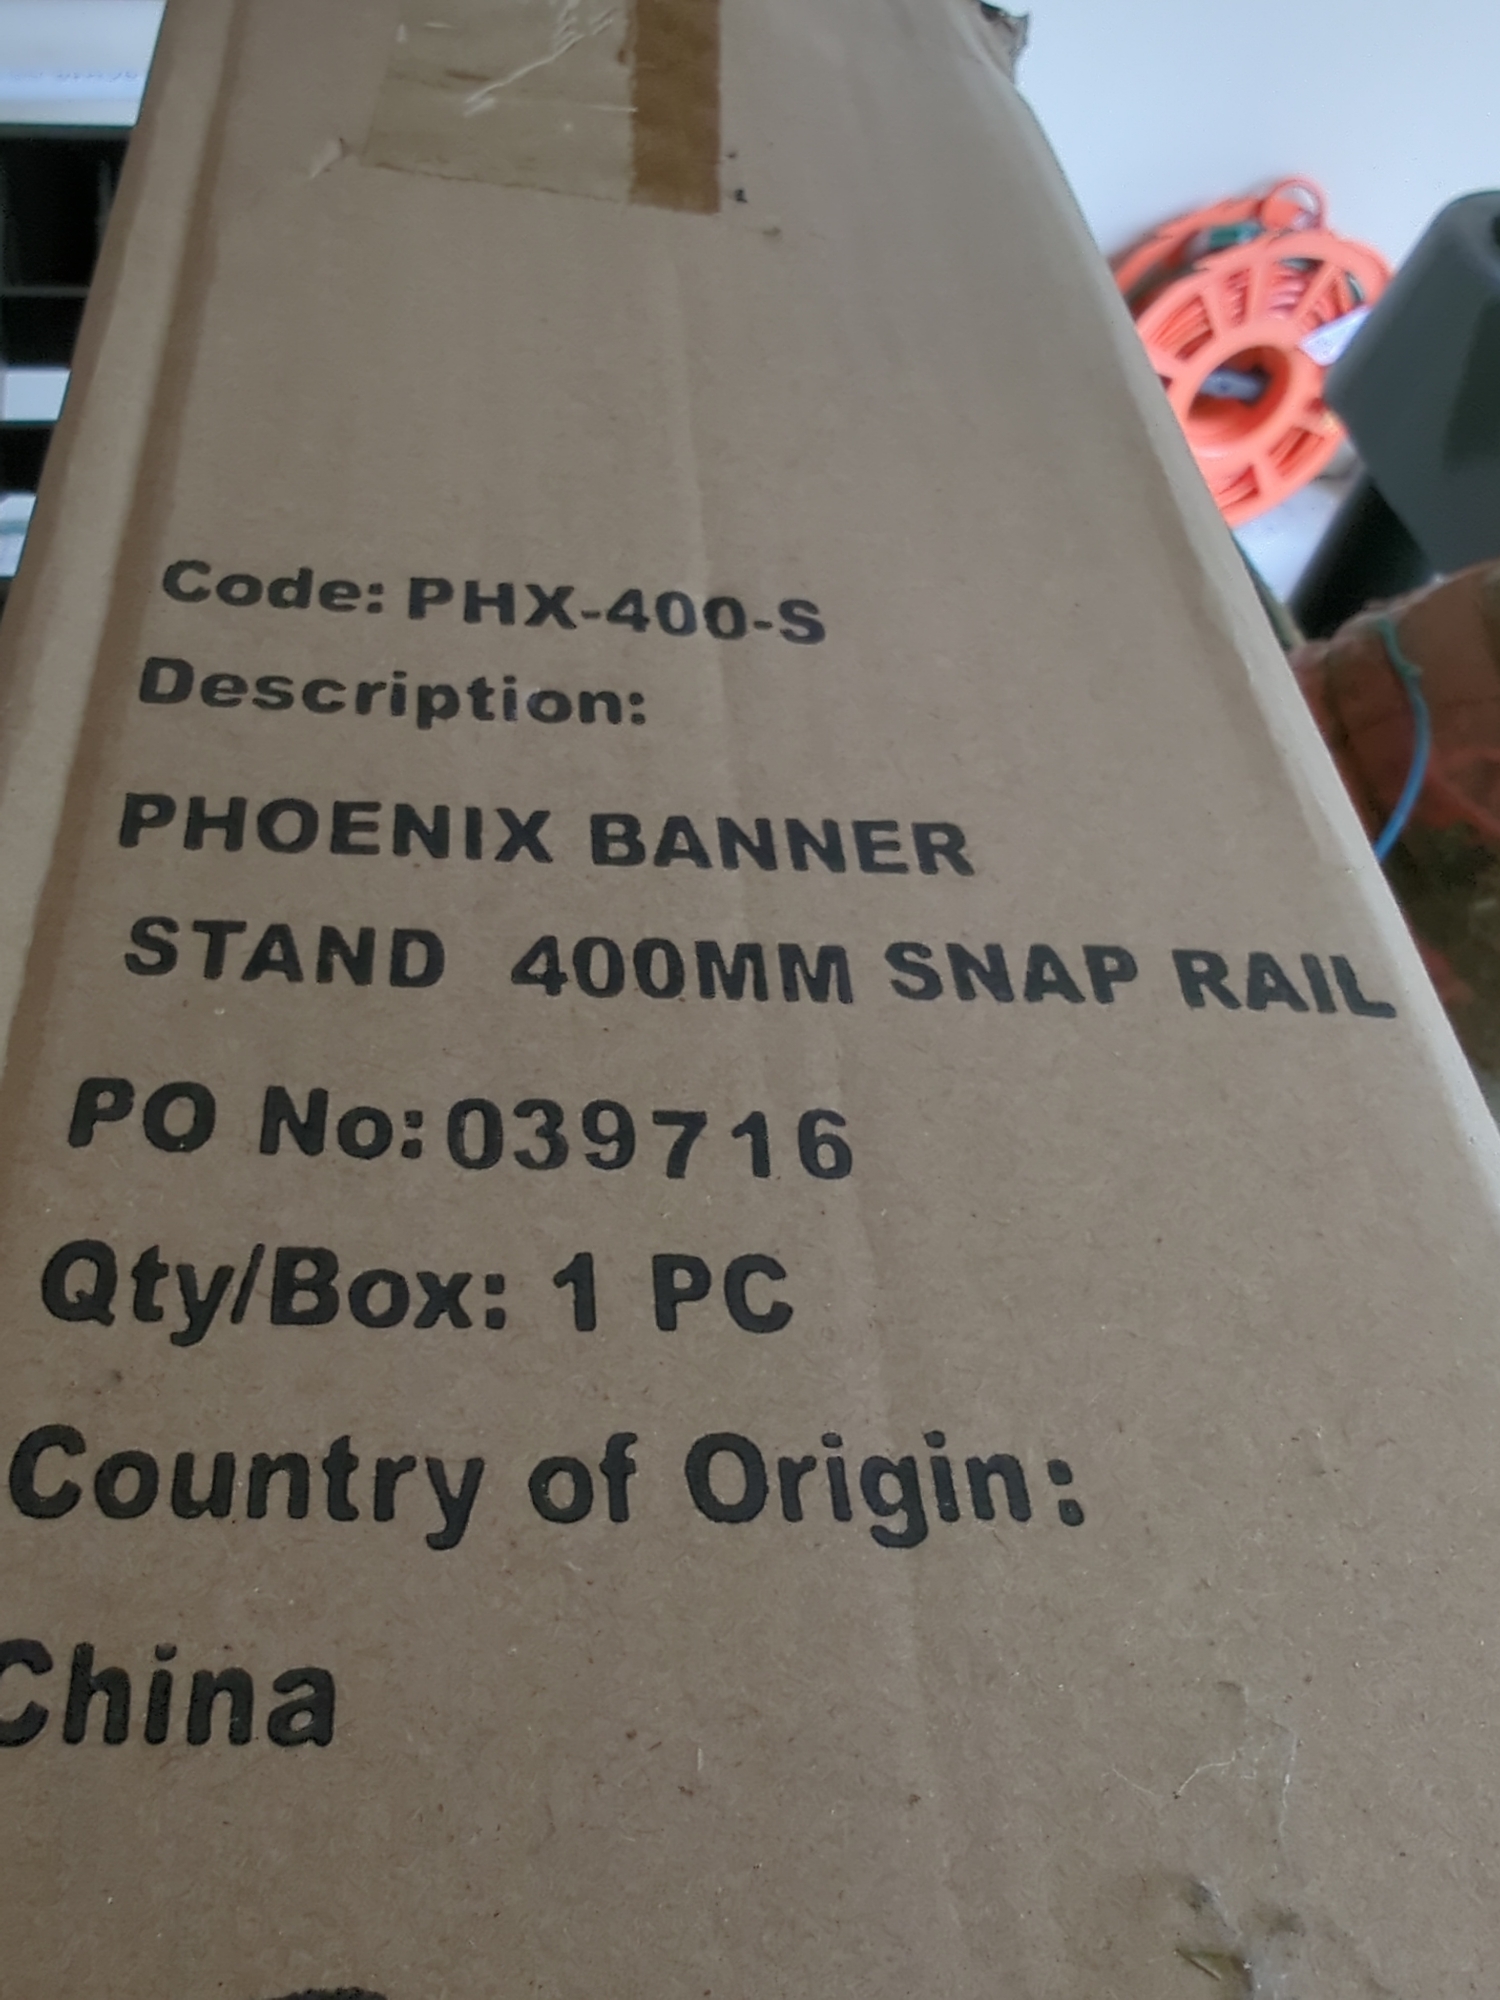 Code: PHX-400-S
Description:
PHOENIX BANNER
STAND 400MM SNAP RAIL
PO No:039716
Qty/Box: 1 PC
Country of Origin:
China